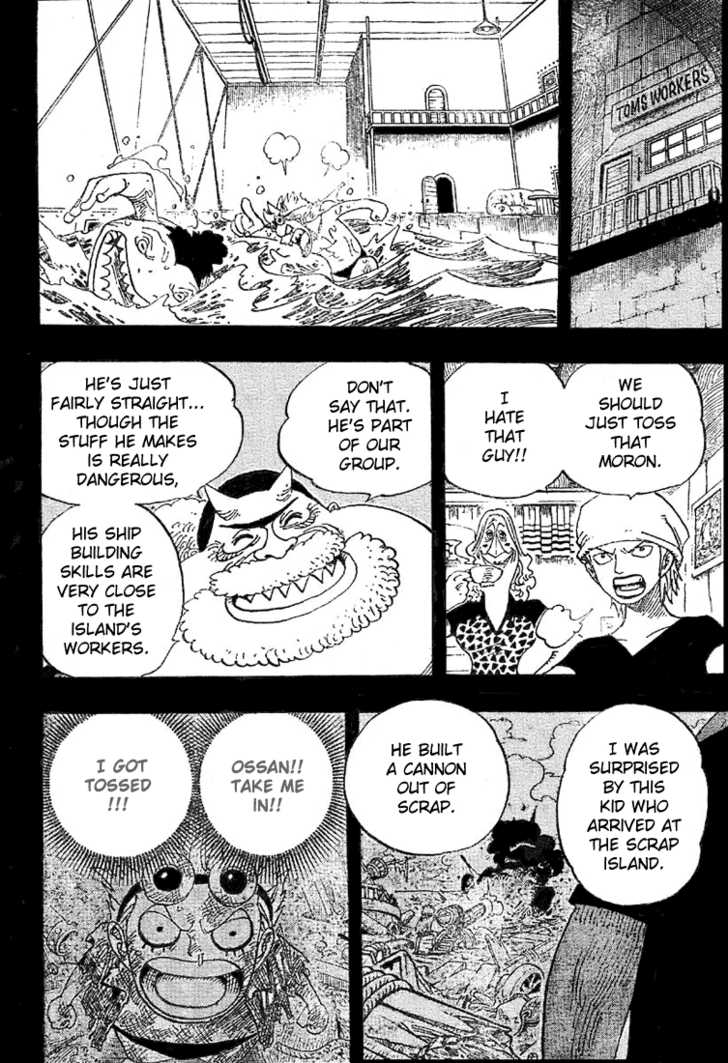 TOMS WORKERS
WE
SHOULD
JUST TOSS
THAT
MORON.
I
HATE
THAT
GUY!!
DON'T
SAY THAT.
HE'S PART
OF OUR
GROUP.
HE'S JUST
FAIRLY STRAIGHT...
THOUGH THE
STUFF HE MAKES
IS REALLY
DANGEROUS,
HIS SHIP
BUILDING
SKILLS ARE
VERY CLOSE
TO THE
ISLAND'S
WORKERS.
I WAS
SURPRISED
BY THIS
KID WHO
ARRIVED AT
THE SCRAP
ISLAND.
HE BUILT
A CANNON
OUT OF
SCRAP.
OSSAN!!
TAKE ME
IN!!
I GOT
TOSSED
!!!